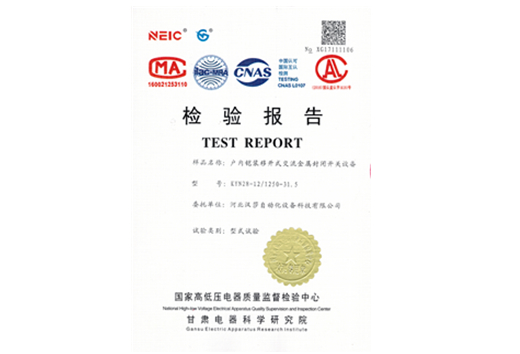 NEIC
No XG17111106
MA
160021253110
ilac-MRA
CNAS
中国认可
国际互认
检测
TESTING
CNAS L0107
检 验 报 告
TEST REPORT
样品名称: 户内铠装移开式交流金属封闭开关设备
型 号: KYN28-12/1250-31.5
委托单位: 河北汉莎自动化设备科技有限公司
试验类别: 型式试验
国家高低压电器质量监督检验中心
National High-low Voltage Electrical Apparatus Quality Supervision and Inspection Center
甘肃电器科学研究院
Gansu Electric Apparatus Research Institute